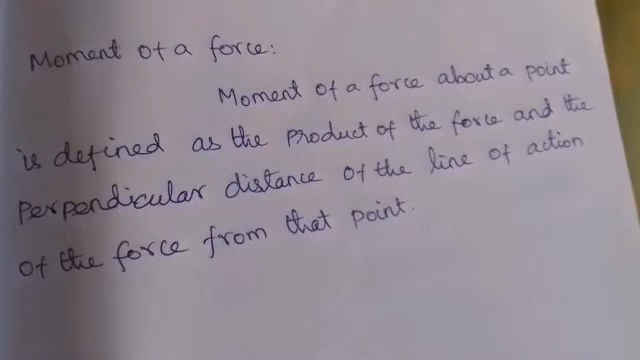 Moment of a force:
Moment of a force about a point
is defined as the product of the force and the
perpendicular distance of the line of action
of the force from that point.